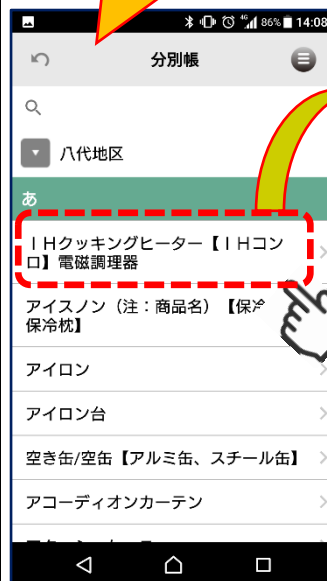 86% 14:08
分別帳
八代地区
あ
IHクッキングヒーター【IHコン
ロ】電磁調理器
アイスノン（注：商品名）【保冷
保冷枕】
アイロン
アイロン台
空き缶/空缶【アルミ缶、スチール缶】
アコーディオンカーテン